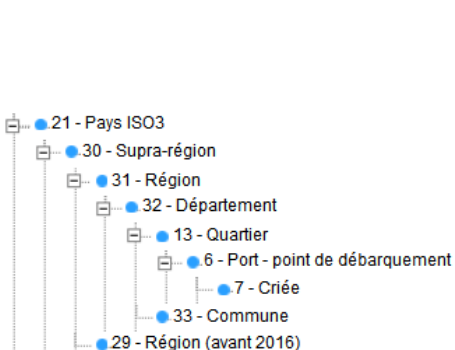 21 - Pays ISO3
30 - Supra-région
31 - Région
32 - Département
13 - Quartier
6 - Port - point de débarquement
7 - Criée
33 - Commune
29 - Région (avant 2016)